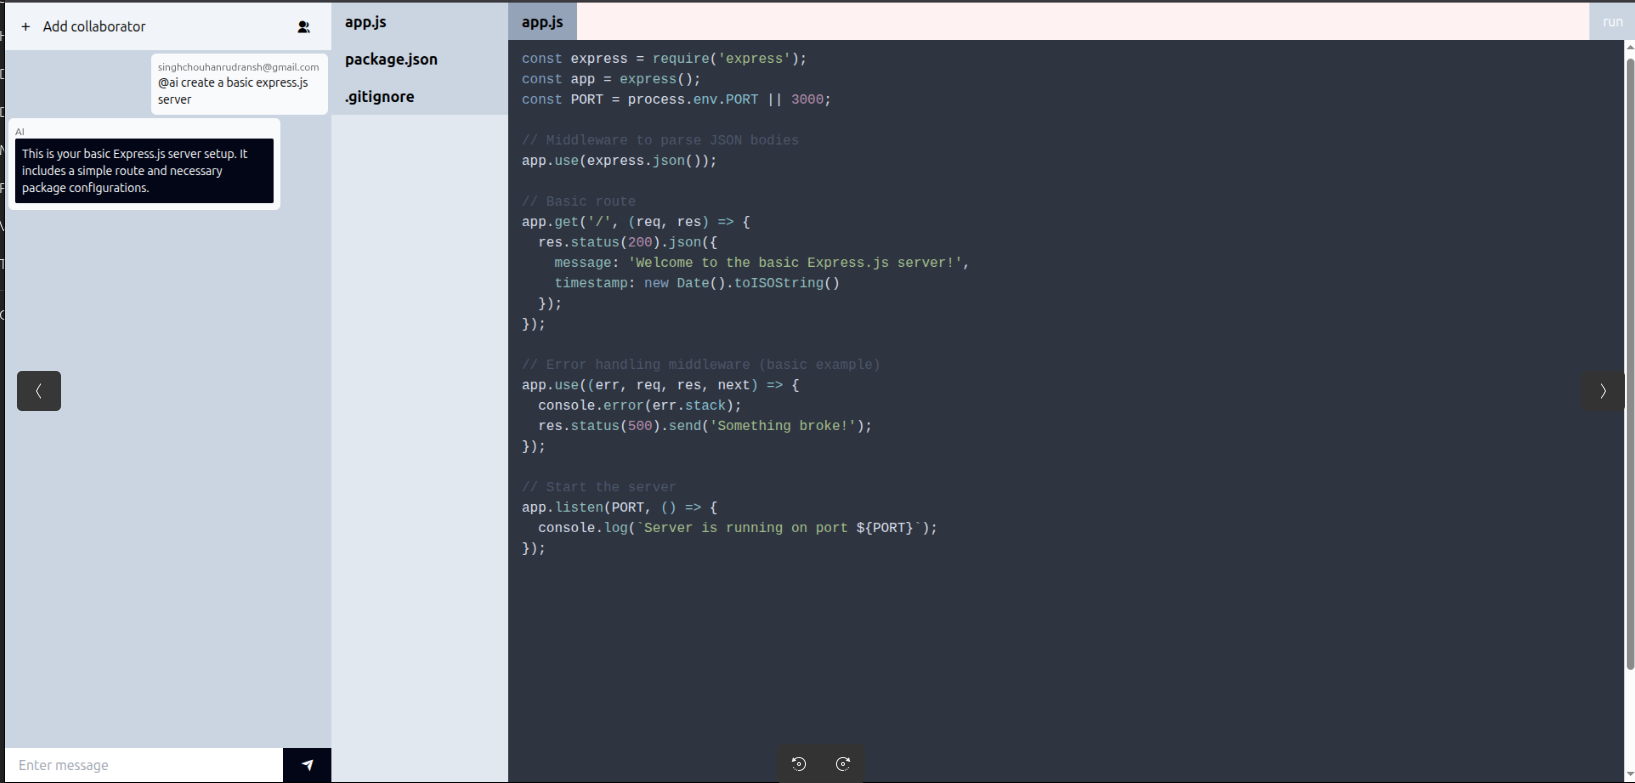 + Add collaborator
singhchouhanrudransh@gmail.com
@ai create a basic express.js
server
AI
This is your basic Express.js server setup. It
includes a simple route and necessary
package configurations.
Enter message
app.js
package.json
.gitignore
app.js
run
const express = require('express');
const app = express();
const PORT = process.env.PORT || 3000;
// Middleware to parse JSON bodies
app.use(express.json());
// Basic route
app.get('/', (req, res) => {
  res.status(200).json({
    message: 'Welcome to the basic Express.js server!',
    timestamp: new Date().toISOString()
  });
});
// Error handling middleware (basic example)
app.use((err, req, res, next) => {
  console.error(err.stack);
  res.status(500).send('Something broke!');
});
// Start the server
app.listen(PORT, () => {
  console.log(`Server is running on port ${PORT}`);
});